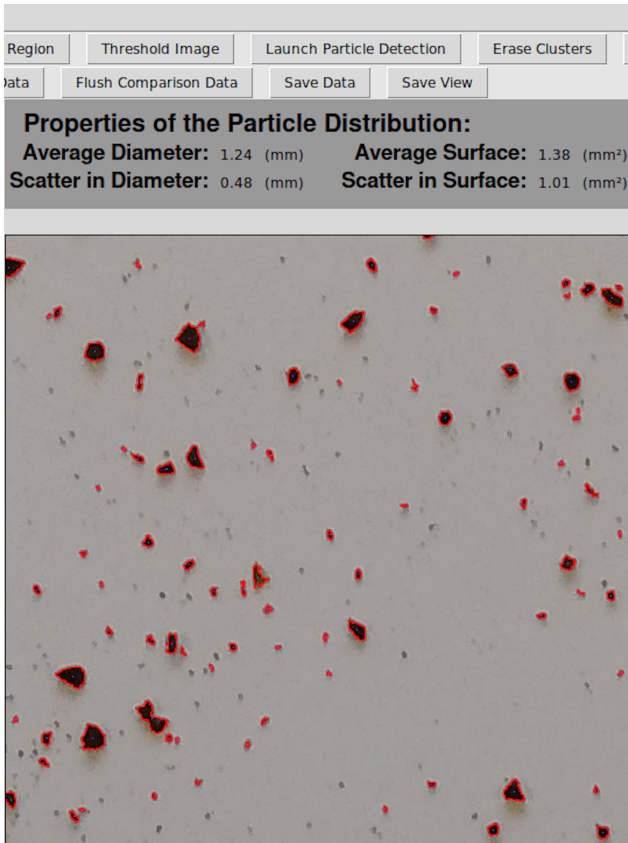 Region Threshold Image Launch Particle Detection Erase Clusters
Data Flush Comparison Data Save Data Save View
Properties of the Particle Distribution:
Average Diameter: 1.24 (mm) Average Surface: 1.38 (mm²)
Scatter in Diameter: 0.48 (mm) Scatter in Surface: 1.01 (mm²)